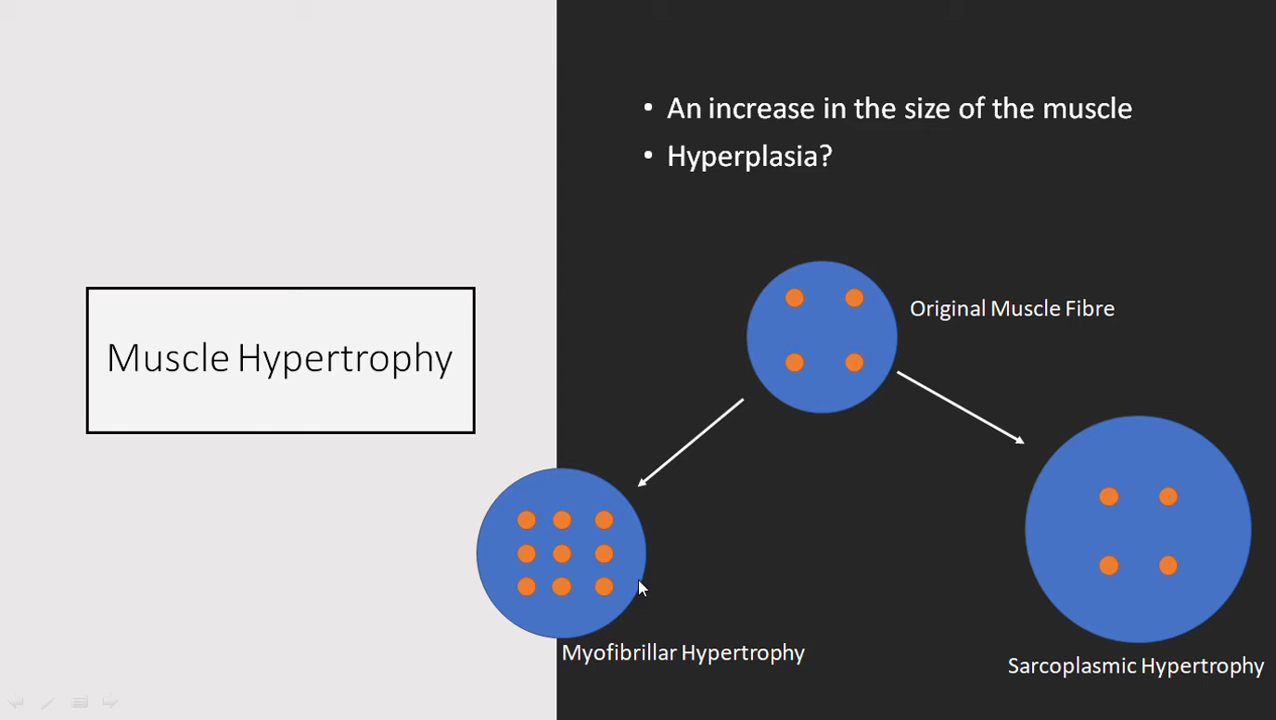 Muscle Hypertrophy
• An increase in the size of the muscle
• Hyperplasia?
Original Muscle Fibre
Myofibrillar Hypertrophy
Sarcoplasmic Hypertrophy